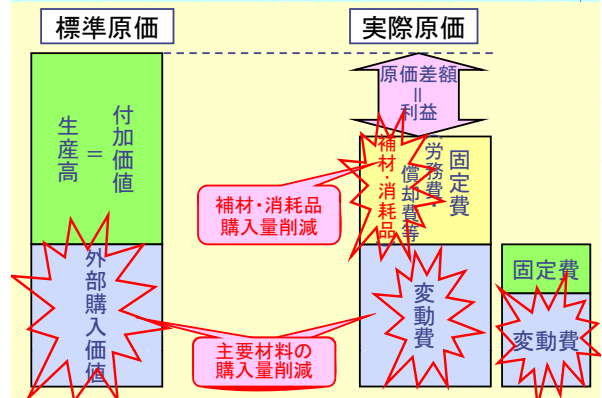 標準原価
実際原価
生産高
=
付加価値
外部購入価値
原価差額
=
利益
固定費
(労務費・
償却費等
補材・消耗品
変動費
補材・消耗品
購入量削減
主要材料の
購入量削減
固定費
変動費